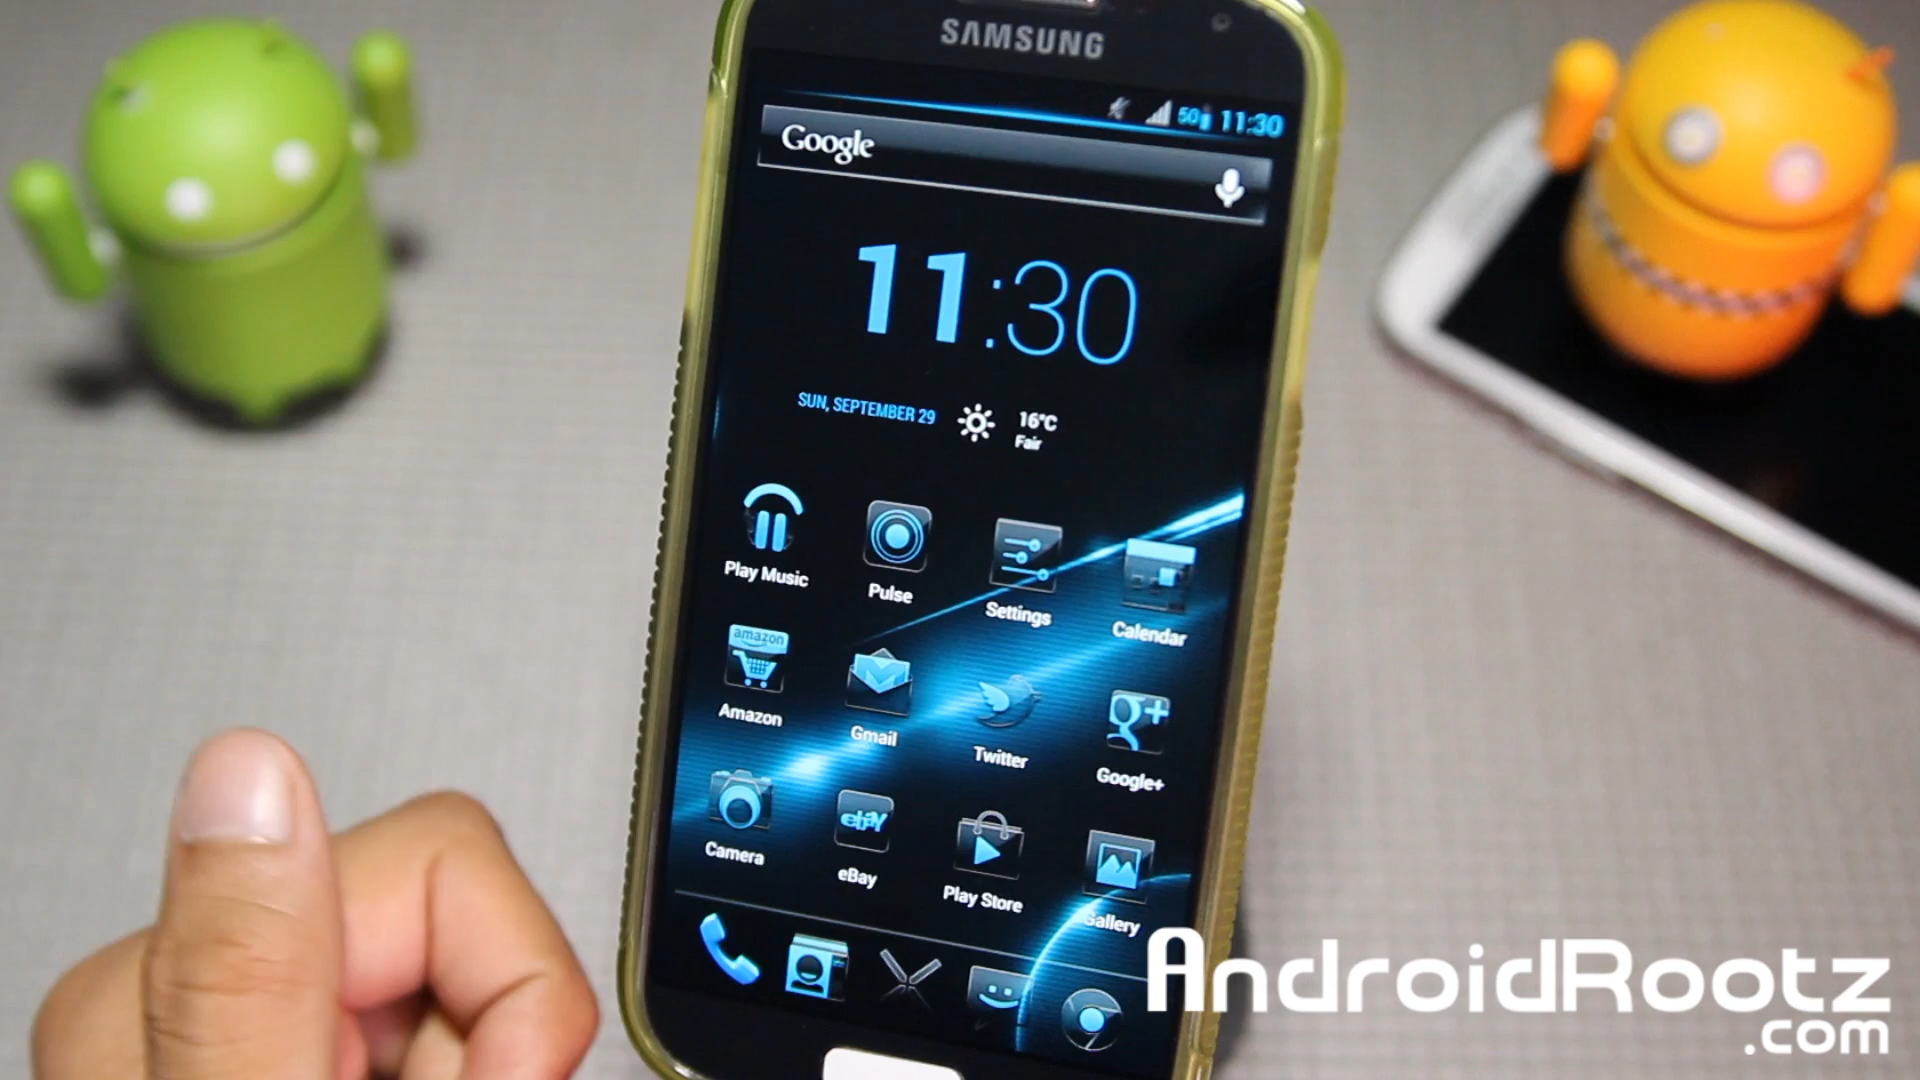 SAMSUNG
50 11:30
Google
11:30
SUN, SEPTEMBER 29
16°C
Fair
Play Music
Pulse
Settings
Calendar
amazon
Amazon
Gmail
Twitter
g+
Google+
Camera
ebay
eBay
Play Store
Gallery
AndroidRootz
.com